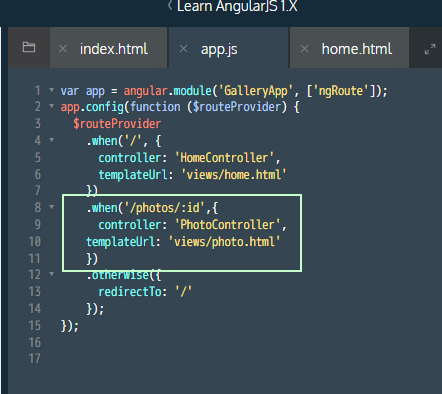 Learn AngularJS 1.X
index.html app.js home.html
1 var app = angular.module('GalleryApp', ['ngRoute']);
2 app.config(function ($routeProvider) {
3 $routeProvider
4 .when('/', {
5 controller: 'HomeController',
6 templateUrl: 'views/home.html'
7 })
8 .when('/photos/:id',{
9 controller: 'PhotoController',
10 templateUrl: 'views/photo.html'
11 })
12 .otherwise({
13 redirectTo: '/'
14 });
15 });
16
17